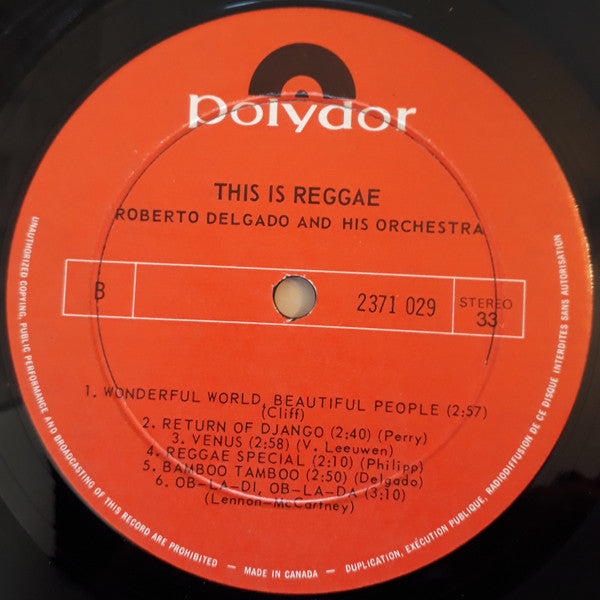 polydor
THIS IS REGGAE
ROBERTO DELGADO AND HIS ORCHESTRA
B
2371 029
STEREO
33
1. WONDERFUL WORLD, BEAUTIFUL PEOPLE (2:57)
(Cliff)
2. RETURN OF DJANGO (2:40) (Perry)
3. VENUS (2:58) (V. Leeuwen)
4. REGGAE SPECIAL (2:10) (Philipp)
5. BAMBOO TAMBOO (2:50) (Delgado)
6. OB-LA-DI, OB-LA-DA (3:10)
(Lennon-McCartney)
UNAUTHORIZED COPYING, PUBLIC PERFORMANCE AND BROADCASTING OF THIS RECORD ARE PROHIBITED — MADE IN CANADA — DUPLICATION, EXÉCUTION PUBLIQUE, RADIODIFFUSION DE CE DISQUE INTERDITES SANS AUTORISATION